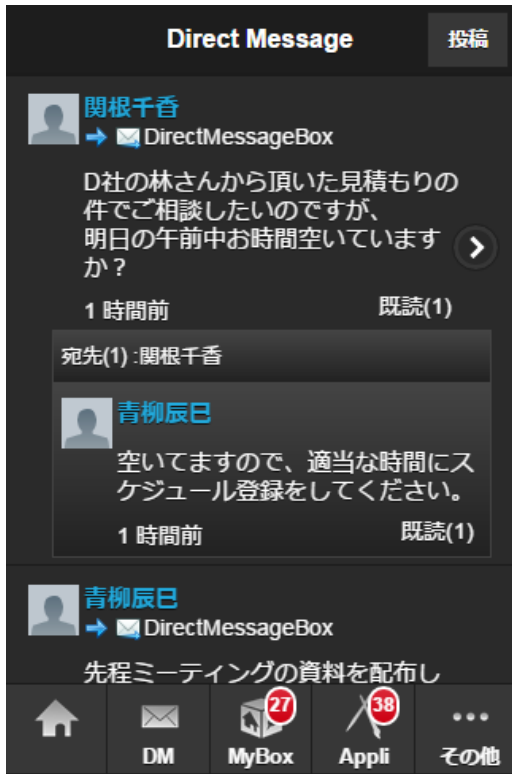 Direct Message
投稿
関根千香
DirectMessageBox
D社の林さんから頂いた見積もりの
件でご相談したいのですが、
明日の午前中お時間空いています
か？
1 時間前
既読(1)
宛先(1) :関根千香
青柳辰巳
空いてますので、適当な時間にス
ケジュール登録をしてください。
1 時間前
既読(1)
青柳辰巳
DirectMessageBox
先程ミーティングの資料を配布し
27
38
DM
MyBox
Appli
その他